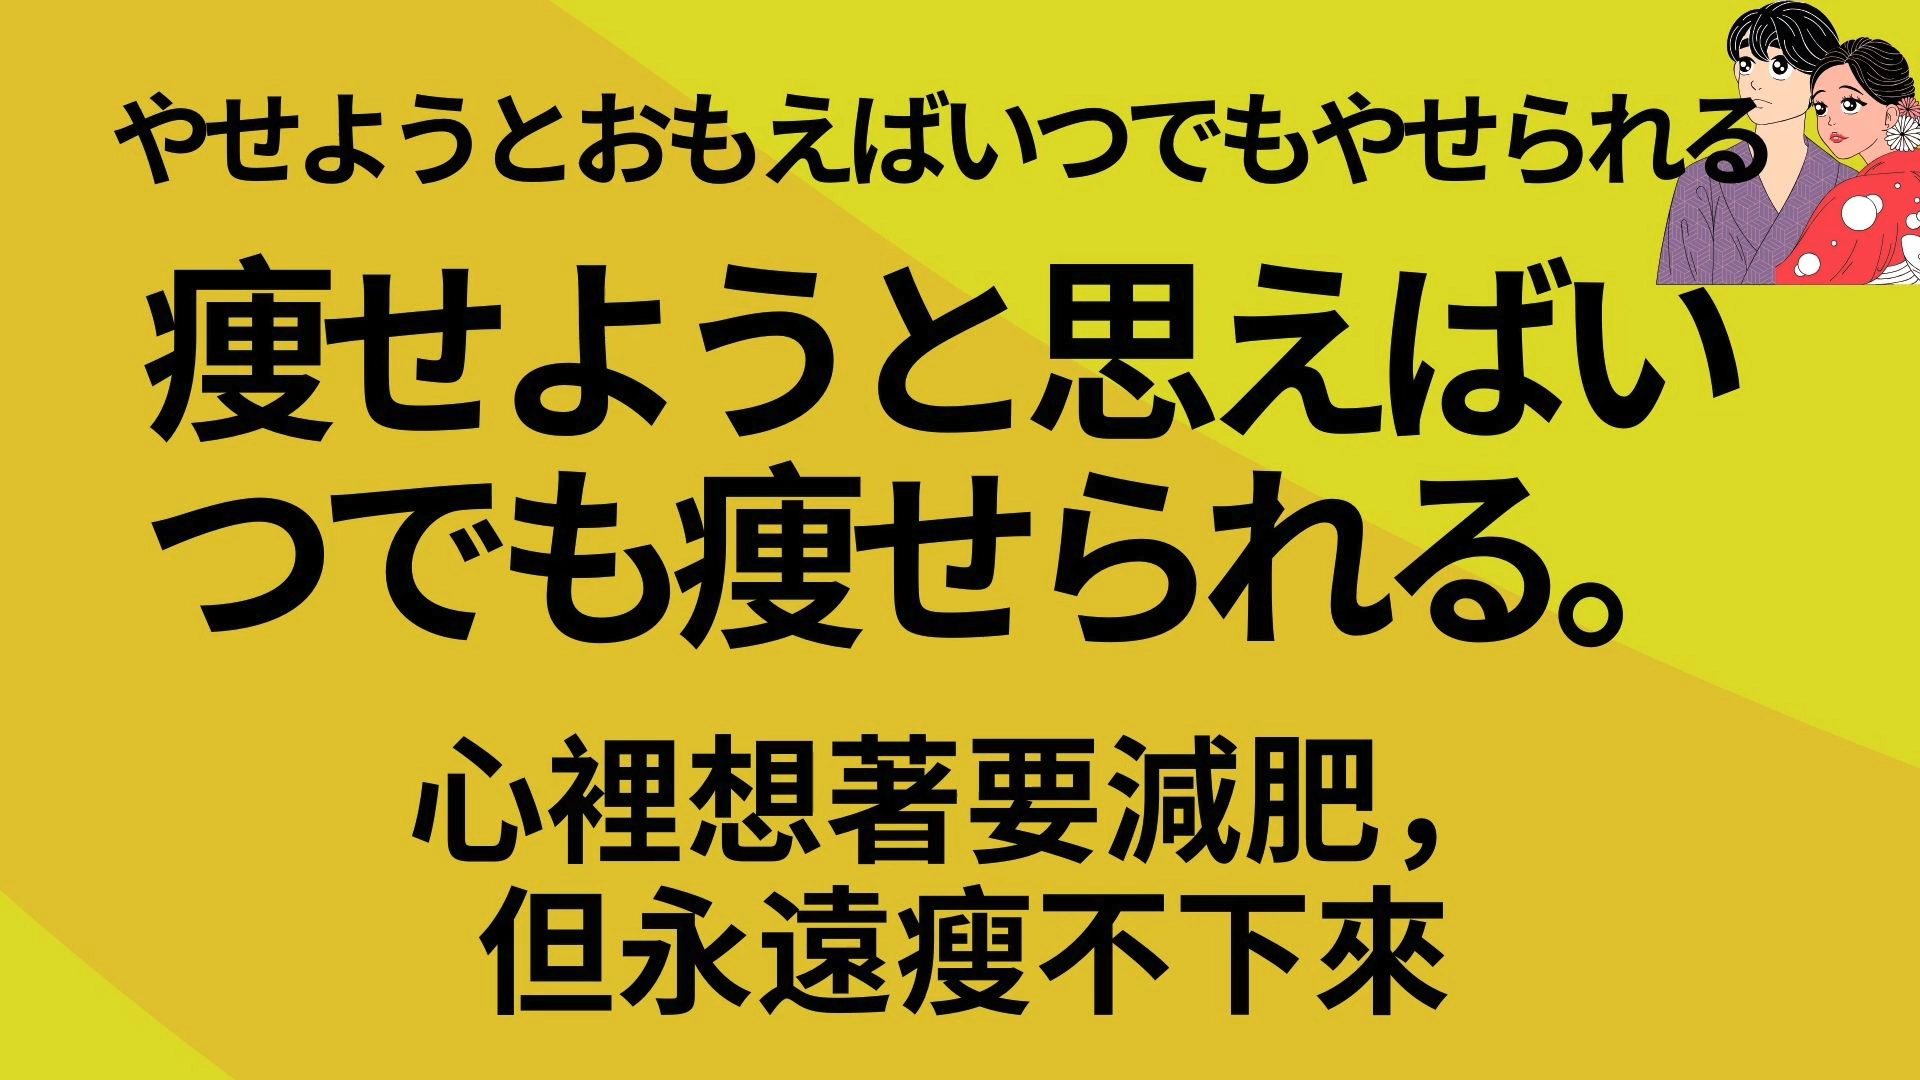 やせようとおもえばいつでもやせられる
痩せようと思えばい
つでも痩せられる。
心裡想著要減肥，
但永遠瘦不下來